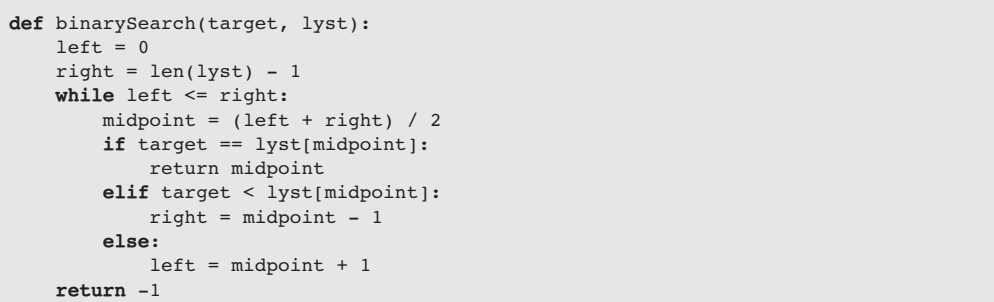 def binarySearch(target, lyst):
    left = 0
    right = len(lyst) - 1
    while left <= right:
        midpoint = (left + right) / 2
        if target == lyst[midpoint]:
            return midpoint
        elif target < lyst[midpoint]:
            right = midpoint - 1
        else:
            left = midpoint + 1
    return -1